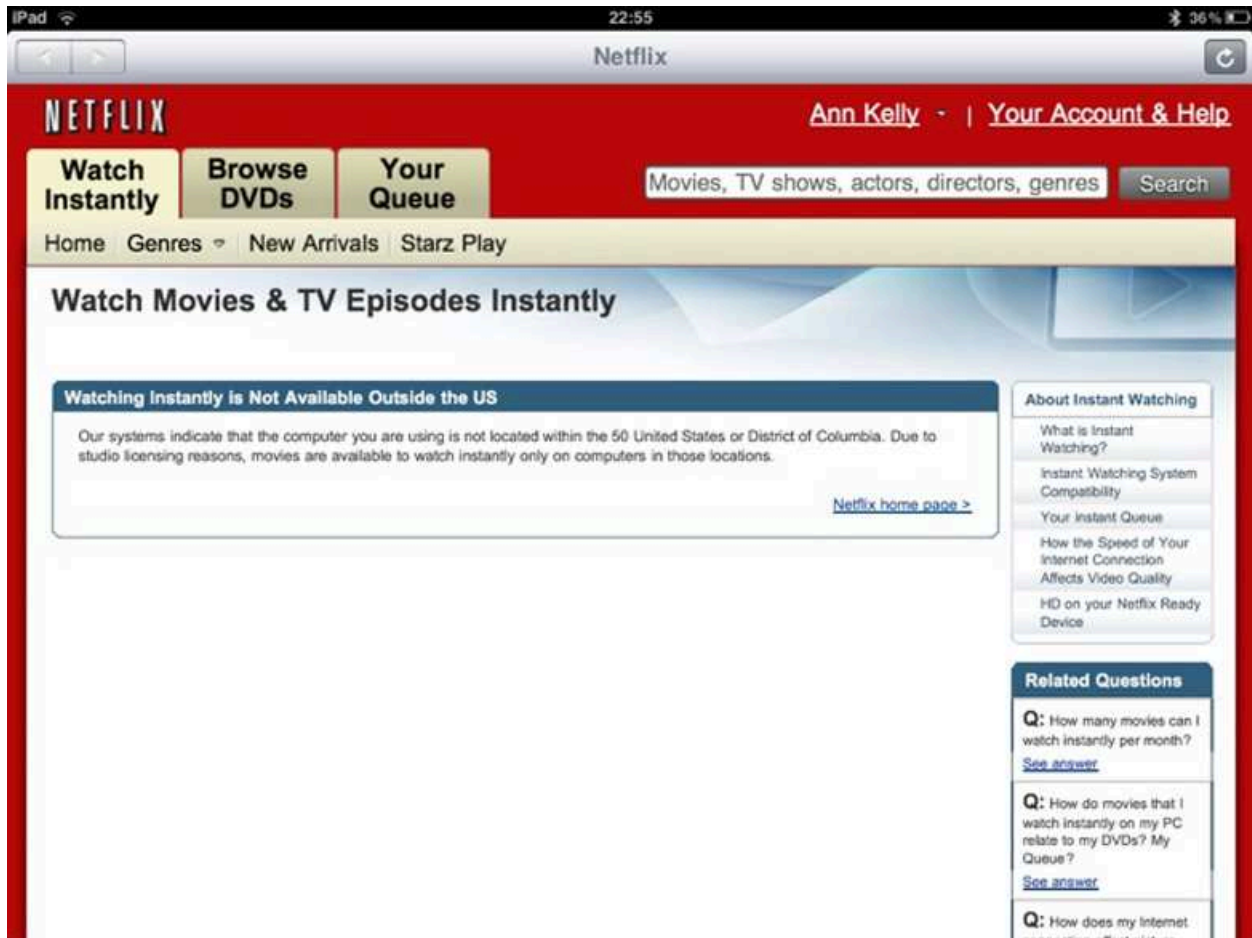 iPad 22:55 36%
Netflix
NETFLIX
Ann Kelly | Your Account & Help
Watch Instantly
Browse DVDs
Your Queue
Movies, TV shows, actors, directors, genres Search
Home Genres New Arrivals Starz Play
Watch Movies & TV Episodes Instantly
Watching Instantly is Not Available Outside the US
Our systems indicate that the computer you are using is not located within the 50 United States or District of Columbia. Due to
studio licensing reasons, movies are available to watch instantly only on computers in those locations.
Netflix home page >
About Instant Watching
What is Instant
Watching?
Instant Watching System
Compatibility
Your Instant Queue
How the Speed of Your
Internet Connection
Affects Video Quality
HD on your Netflix Ready
Device
Related Questions
Q: How many movies can I
watch instantly per month?
See answer
Q: How do movies that I
watch instantly on my PC
relate to my DVDs? My
Queue?
See answer
Q: How does my Internet